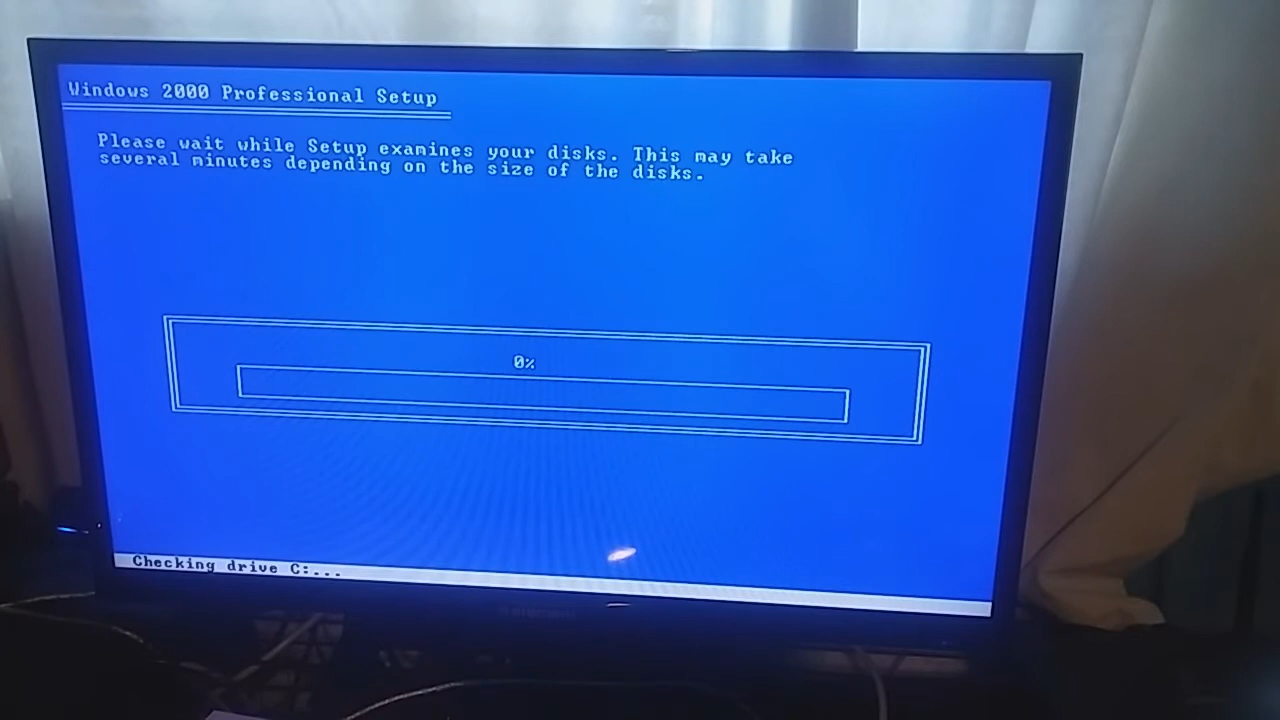 Windows 2000 Professional Setup
Please wait while Setup examines your disks. This may take
several minutes depending on the size of the disks.
0%
Checking drive C:...